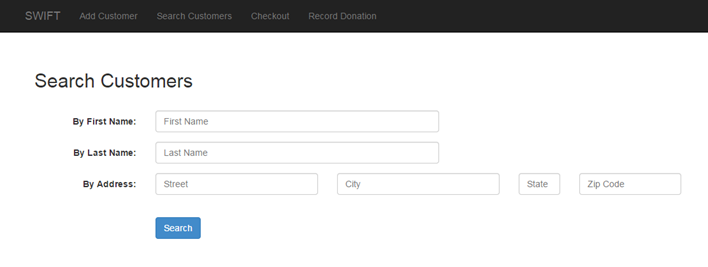 SWIFT Add Customer Search Customers Checkout Record Donation
Search Customers
By First Name: First Name
By Last Name: Last Name
By Address: Street City State Zip Code
Search